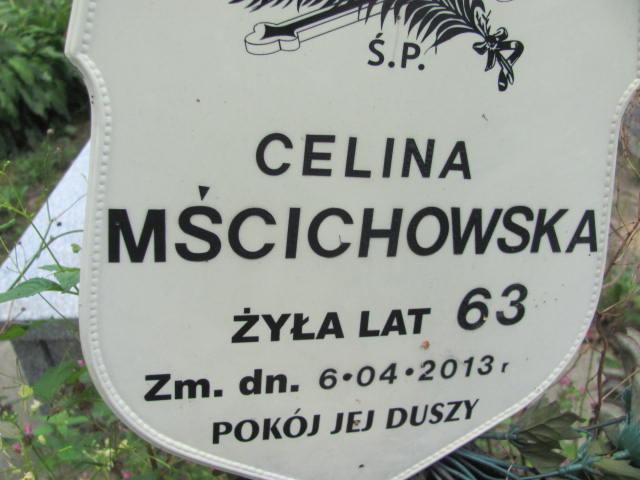 Ś.P.
CELINA
MŚCICHOWSKA
ŻYŁA LAT 63
Zm. dn. 6•04•2013 r
POKÓJ JEJ DUSZY